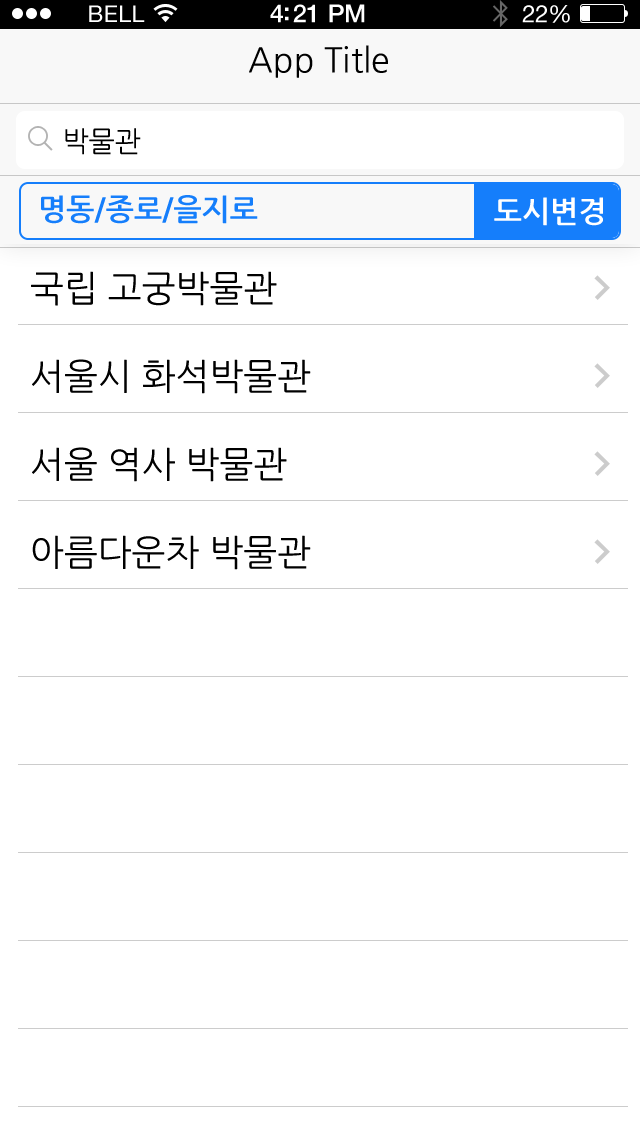 BELL 4:21 PM 22%
App Title
박물관
명동/종로/을지로 도시변경
국립 고궁박물관
서울시 화석박물관
서울 역사 박물관
아름다운차 박물관